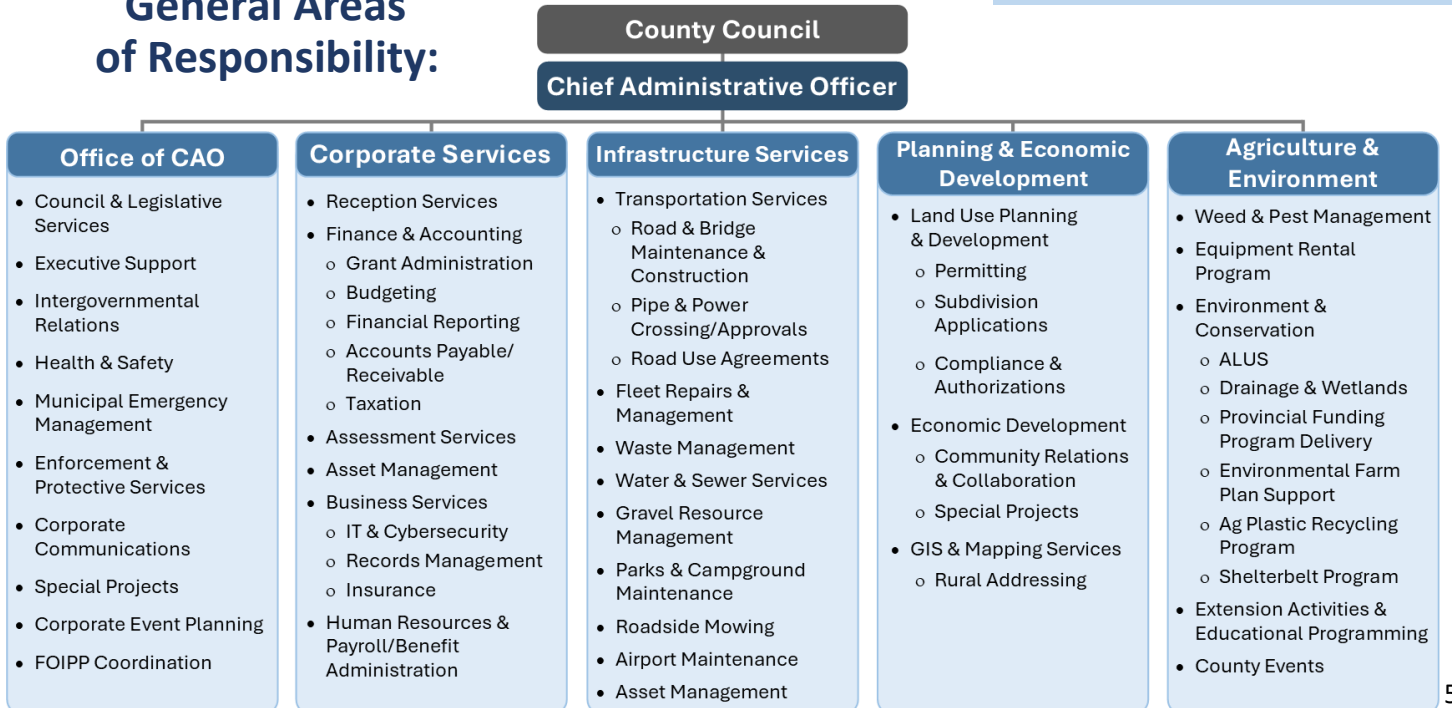 General Areas
of Responsibility:
County Council
Chief Administrative Officer
Office of CAO
• Council & Legislative
Services
• Executive Support
• Intergovernmental
Relations
• Health & Safety
• Municipal Emergency
Management
• Enforcement &
Protective Services
• Corporate
Communications
• Special Projects
• Corporate Event Planning
• FOIPP Coordination
Corporate Services
• Reception Services
• Finance & Accounting
o Grant Administration
o Budgeting
o Financial Reporting
o Accounts Payable/
Receivable
o Taxation
• Assessment Services
• Asset Management
• Business Services
o IT & Cybersecurity
o Records Management
o Insurance
• Human Resources &
Payroll/Benefit
Administration
Infrastructure Services
• Transportation Services
o Road & Bridge
Maintenance &
Construction
o Pipe & Power
Crossing/Approvals
o Road Use Agreements
• Fleet Repairs &
Management
• Waste Management
• Water & Sewer Services
• Gravel Resource
Management
• Parks & Campground
Maintenance
• Roadside Mowing
• Airport Maintenance
• Asset Management
Planning & Economic
Development
• Land Use Planning
& Development
o Permitting
o Subdivision
Applications
o Compliance &
Authorizations
• Economic Development
o Community Relations
& Collaboration
o Special Projects
• GIS & Mapping Services
o Rural Addressing
Agriculture &
Environment
• Weed & Pest Management
• Equipment Rental
Program
• Environment &
Conservation
o ALUS
o Drainage & Wetlands
o Provincial Funding
Program Delivery
o Environmental Farm
Plan Support
o Ag Plastic Recycling
Program
o Shelterbelt Program
• Extension Activities &
Educational Programming
• County Events
5